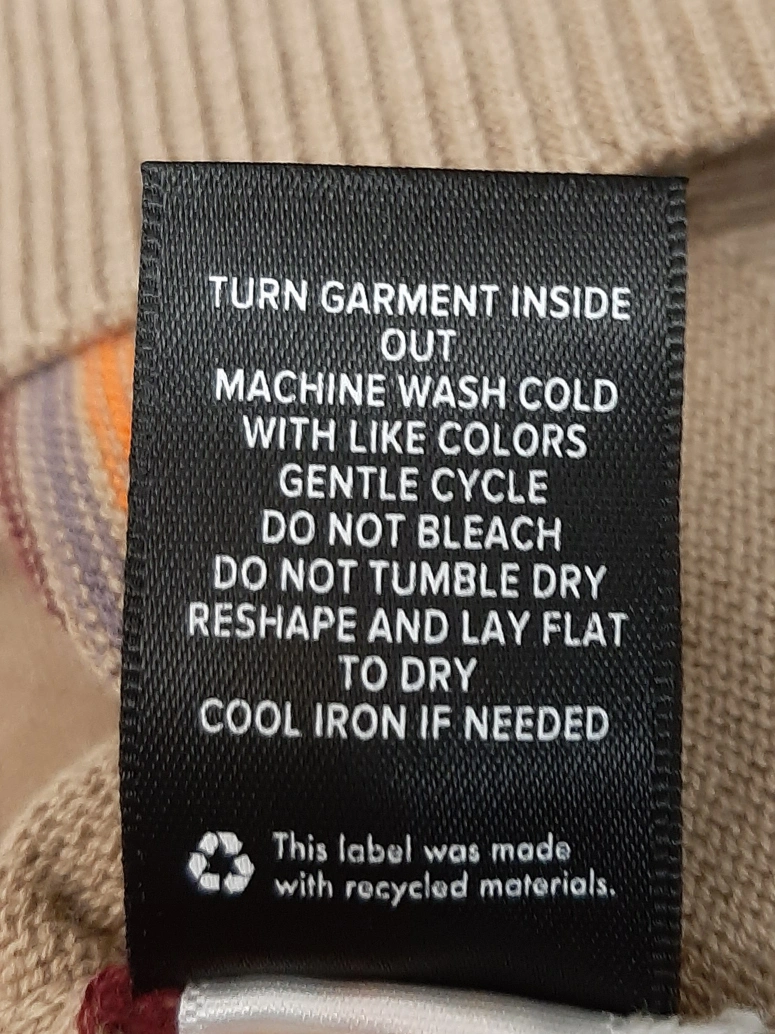 TURN GARMENT INSIDE
OUT
MACHINE WASH COLD
WITH LIKE COLORS
GENTLE CYCLE
DO NOT BLEACH
DO NOT TUMBLE DRY
RESHAPE AND LAY FLAT
TO DRY
COOL IRON IF NEEDED
This label was made
with recycled materials.